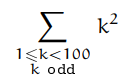 ∑ k²
1⩽k<100
k odd